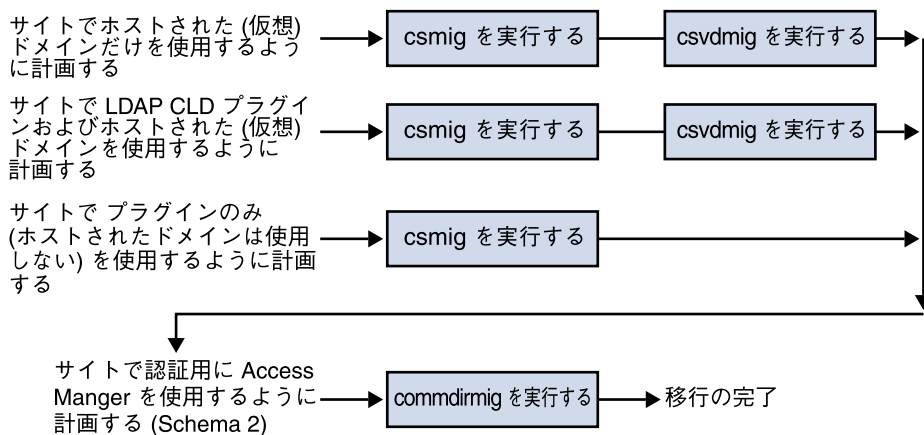 サイトでホストされた (仮想)
ドメインだけを使用するよう
に計画する
csmig を実行する
csvdmig を実行する
サイトで LDAP CLD プラグイ
ンおよびホストされた (仮想)
ドメインを使用するように
計画する
csmig を実行する
csvdmig を実行する
サイトで プラグインのみ
(ホストされたドメインは使用
しない) を使用するように計画
する
csmig を実行する
サイトで認証用に Access
Manger を使用するように
計画する (Schema 2)
commdirmig を実行する
移行の完了